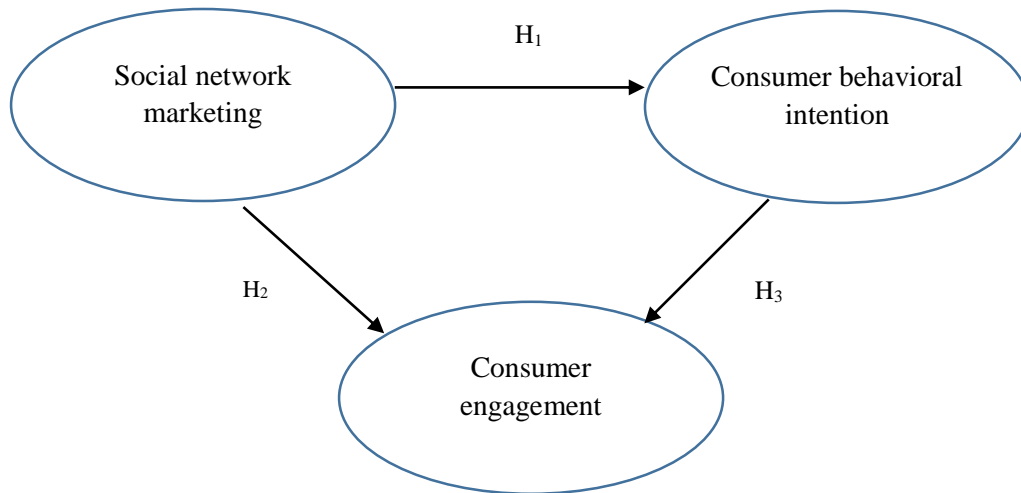 H₁
Social network
marketing
Consumer behavioral
intention
H₂
H₃
Consumer
engagement